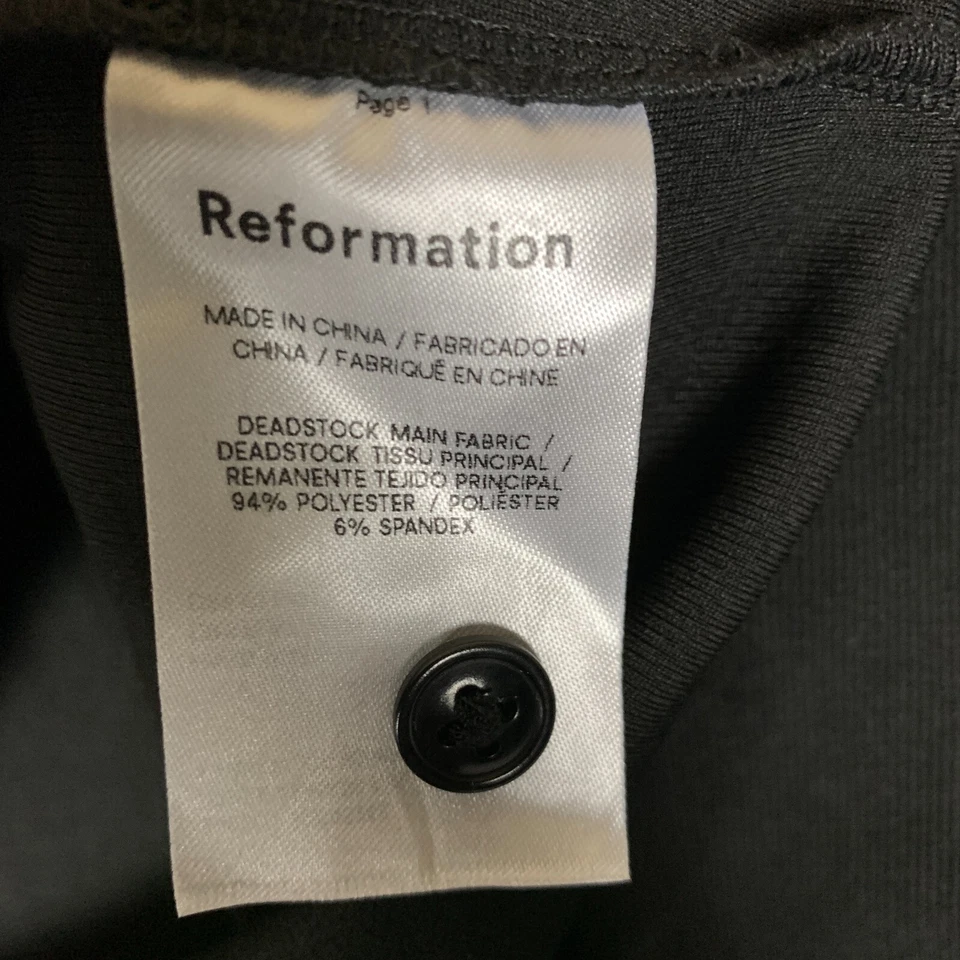 Page 1
Reformation
MADE IN CHINA / FABRICADO EN
CHINA / FABRIQUÉ EN CHINE
DEADSTOCK MAIN FABRIC /
DEADSTOCK TISSU PRINCIPAL /
REMANENTE TEJIDO PRINCIPAL
94% POLYESTER / POLIÉSTER
6% SPANDEX